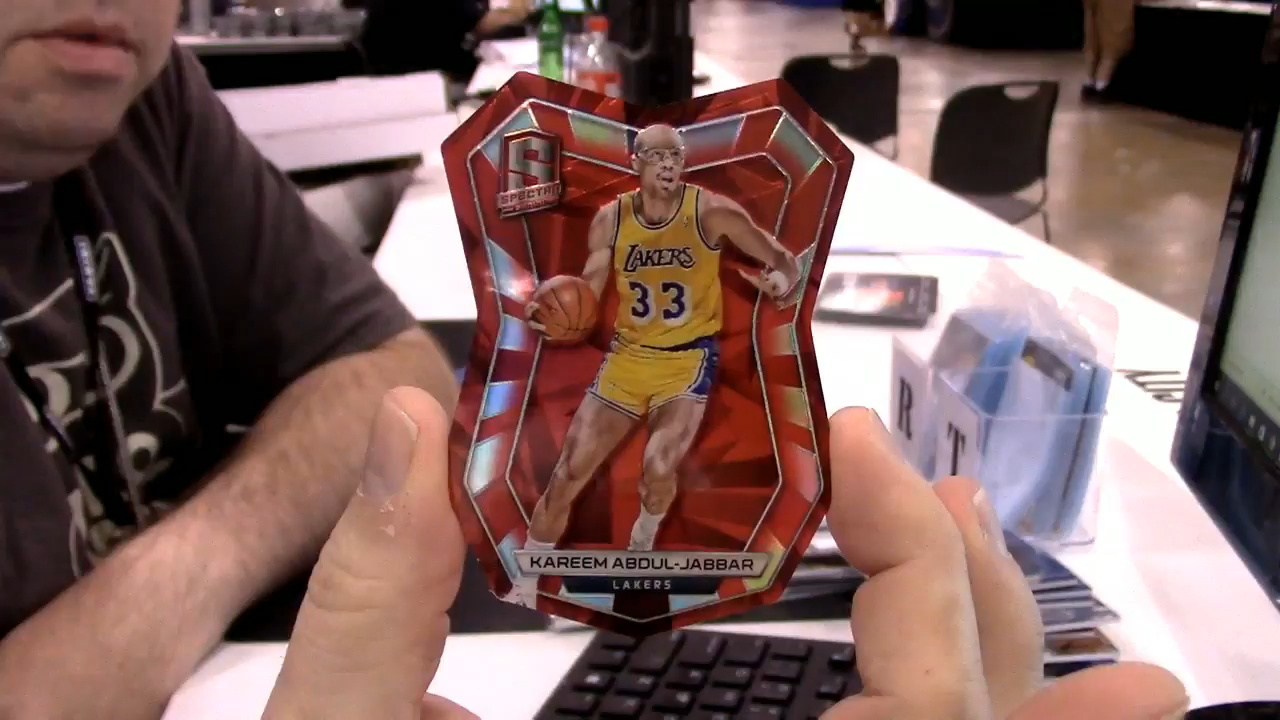 S
SPECTRA
LAKERS
33
KAREEM ABDUL-JABBAR
LAKERS
R
T